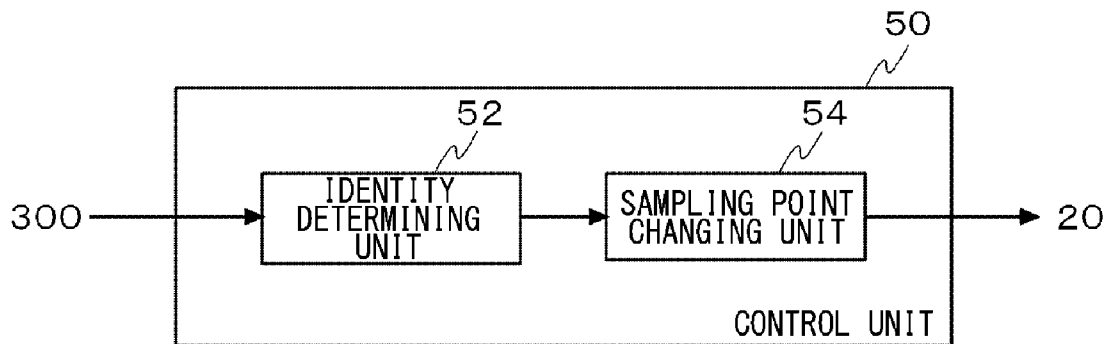 50
52
54
300
IDENTITY
DETERMINING
UNIT
SAMPLING POINT
CHANGING UNIT
20
CONTROL UNIT